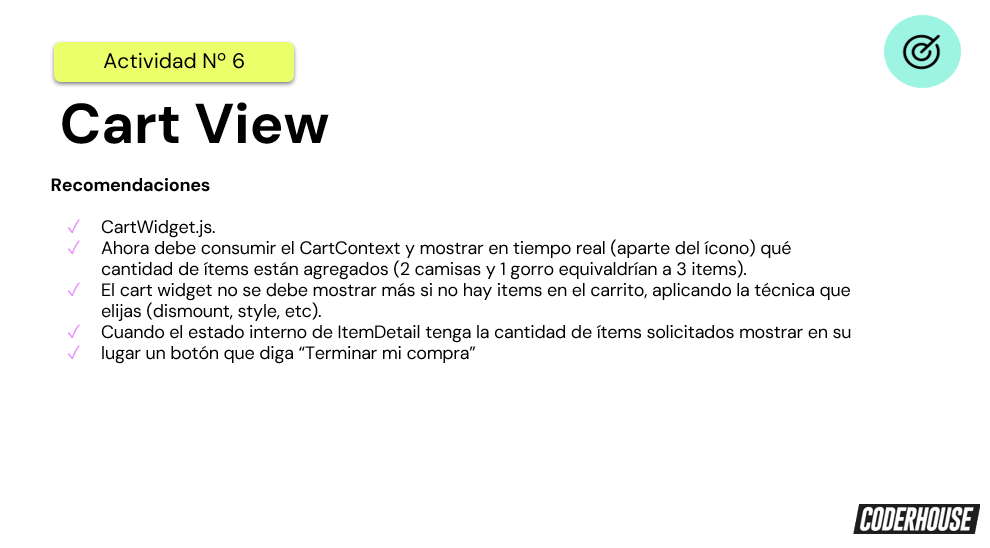 Actividad Nº 6
Cart View
Recomendaciones
✓ CartWidget.js.
✓ Ahora debe consumir el CartContext y mostrar en tiempo real (aparte del ícono) qué
cantidad de ítems están agregados (2 camisas y 1 gorro equivaldrían a 3 items).
✓ El cart widget no se debe mostrar más si no hay items en el carrito, aplicando la técnica que
elijas (dismount, style, etc).
✓ Cuando el estado interno de ItemDetail tenga la cantidad de ítems solicitados mostrar en su
✓ lugar un botón que diga “Terminar mi compra”
CODERHOUSE